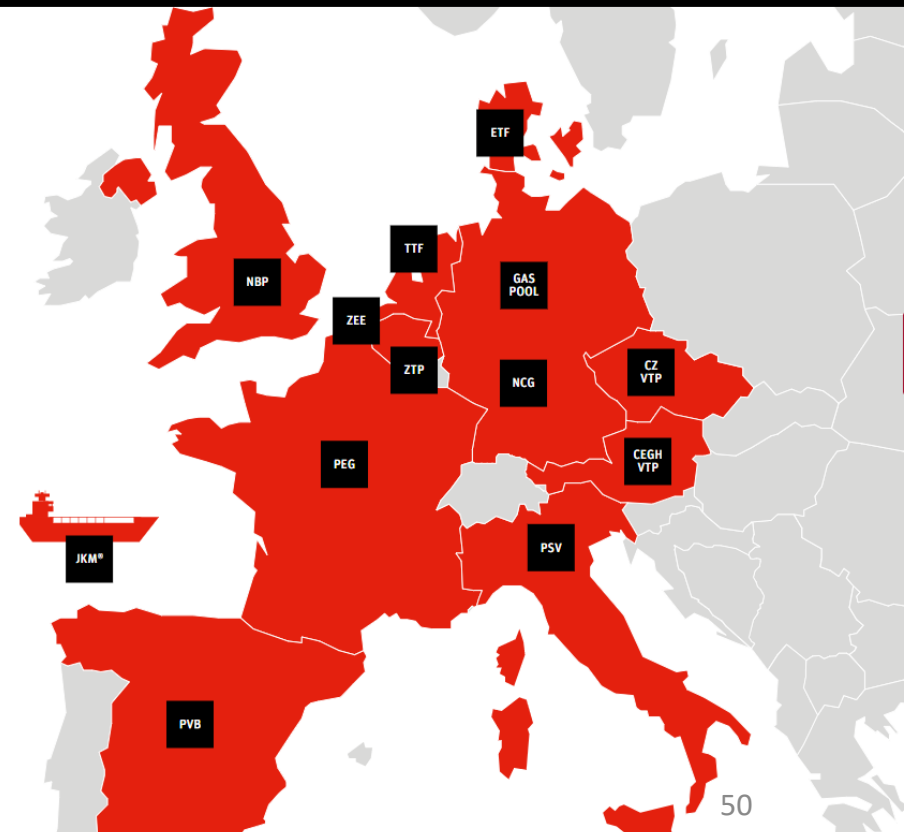 ETF
TTF
GAS
POOL
NBP
ZEE
ZTP
NCG
CZ
VTP
PEG
CEGH
VTP
JKM®
PSV
PVB
50